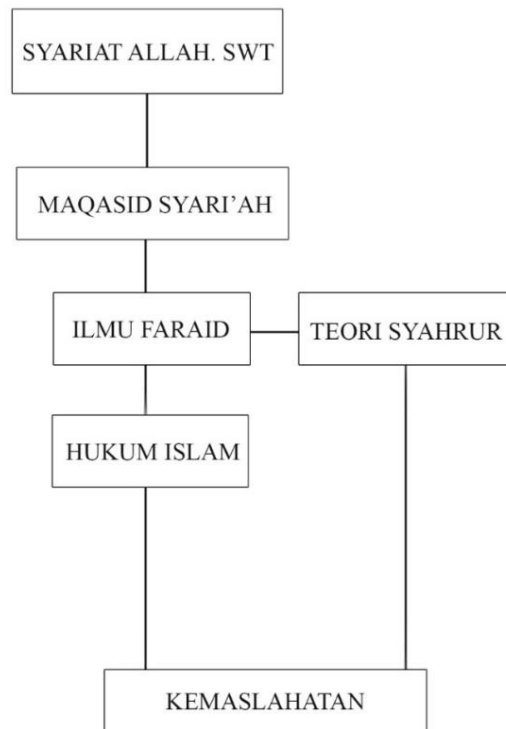 SYARIAT ALLAH. SWT
MAQASID SYARI’AH
ILMU FARAID
TEORI SYAHRUR
HUKUM ISLAM
KEMASLAHATAN